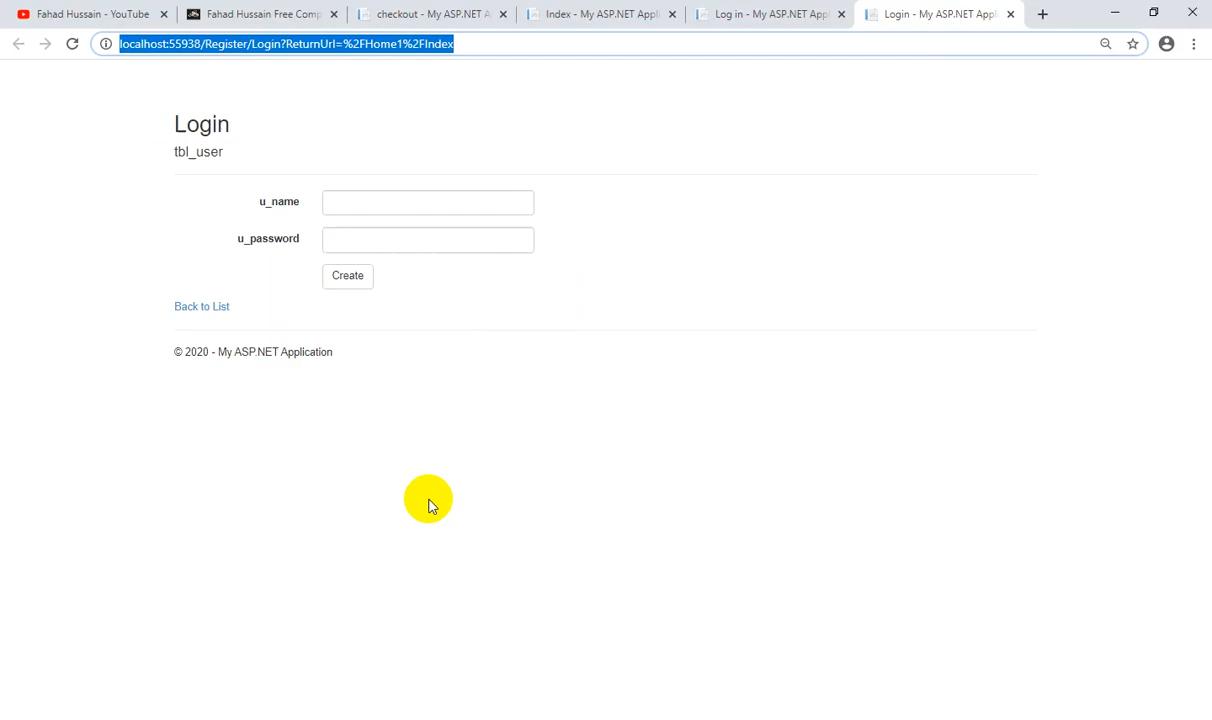 Fahad Hussain - YouTube
Fahad Hussain Free Comp
checkout - My ASP.NET A
Index - My ASP.NET Appli
Log in - My ASP.NET Appl
Login - My ASP.NET Appli
localhost:55938/Register/Login?ReturnUrl=%2FHome1%2FIndex
Login
tbl_user
u_name
u_password
Create
Back to List
© 2020 - My ASP.NET Application